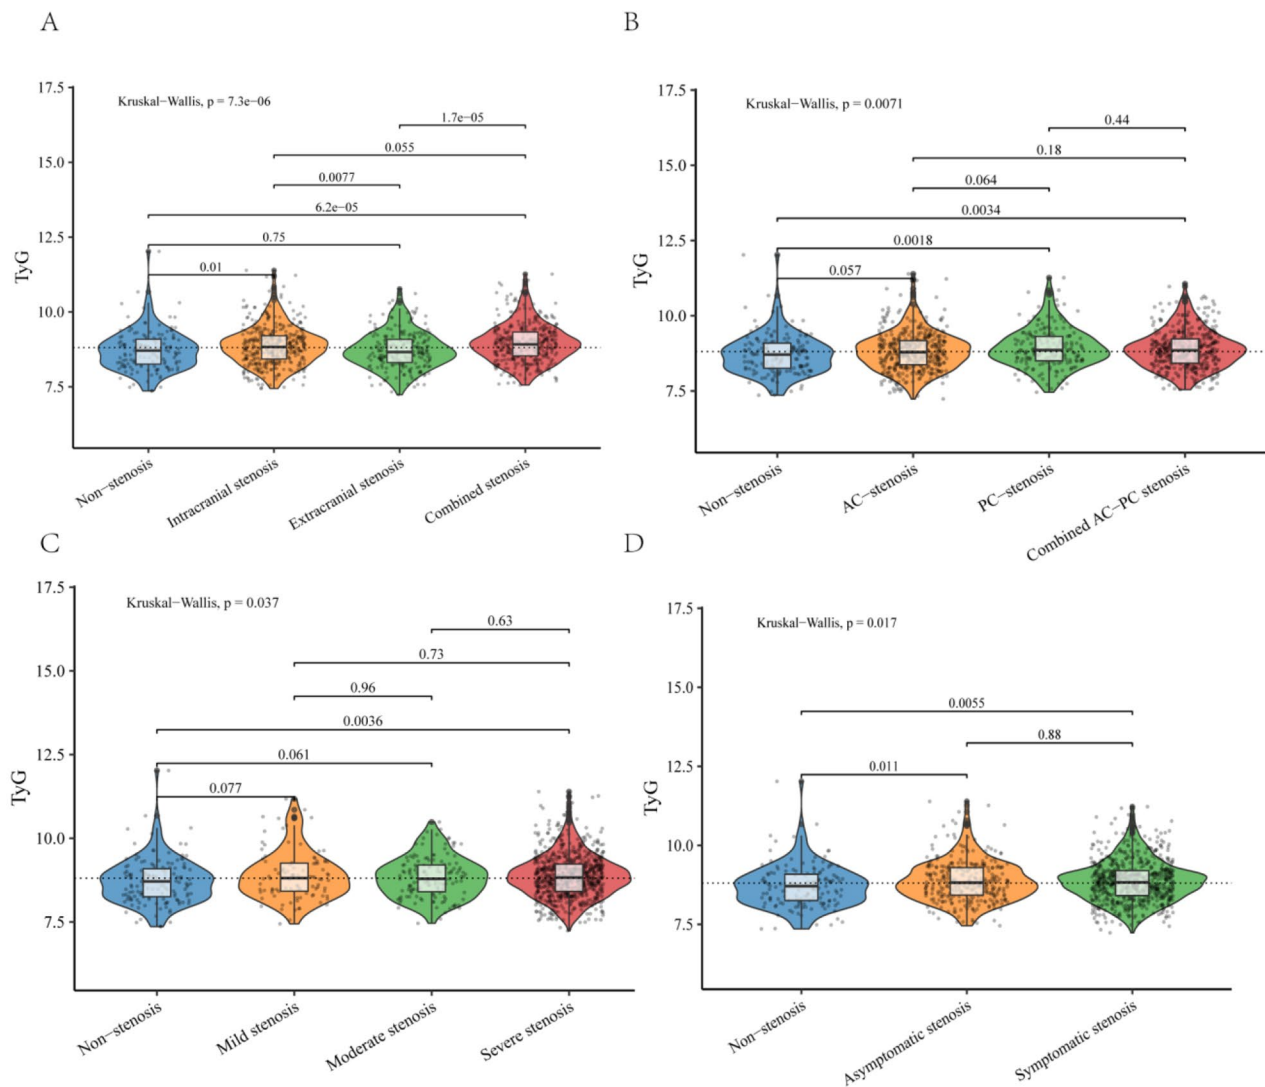 A
Kruskal−Wallis, p = 7.3e−06
17.5
15.0
12.5
10.0
7.5
TyG
1.7e−05
0.055
0.0077
6.2e−05
0.75
0.01
Non−stenosis
Intracranial stenosis
Extracranial stenosis
Combined stenosis
B
Kruskal−Wallis, p = 0.0071
17.5
15.0
12.5
10.0
7.5
TyG
0.44
0.18
0.064
0.0034
0.0018
0.057
Non−stenosis
AC−stenosis
PC−stenosis
Combined AC−PC stenosis
C
Kruskal−Wallis, p = 0.037
17.5
15.0
12.5
10.0
7.5
TyG
0.63
0.73
0.96
0.0036
0.061
0.077
Non−stenosis
Mild stenosis
Moderate stenosis
Severe stenosis
D
Kruskal−Wallis, p = 0.017
17.5
15.0
12.5
10.0
7.5
TyG
0.0055
0.88
0.011
Non−stenosis
Asymptomatic stenosis
Symptomatic stenosis